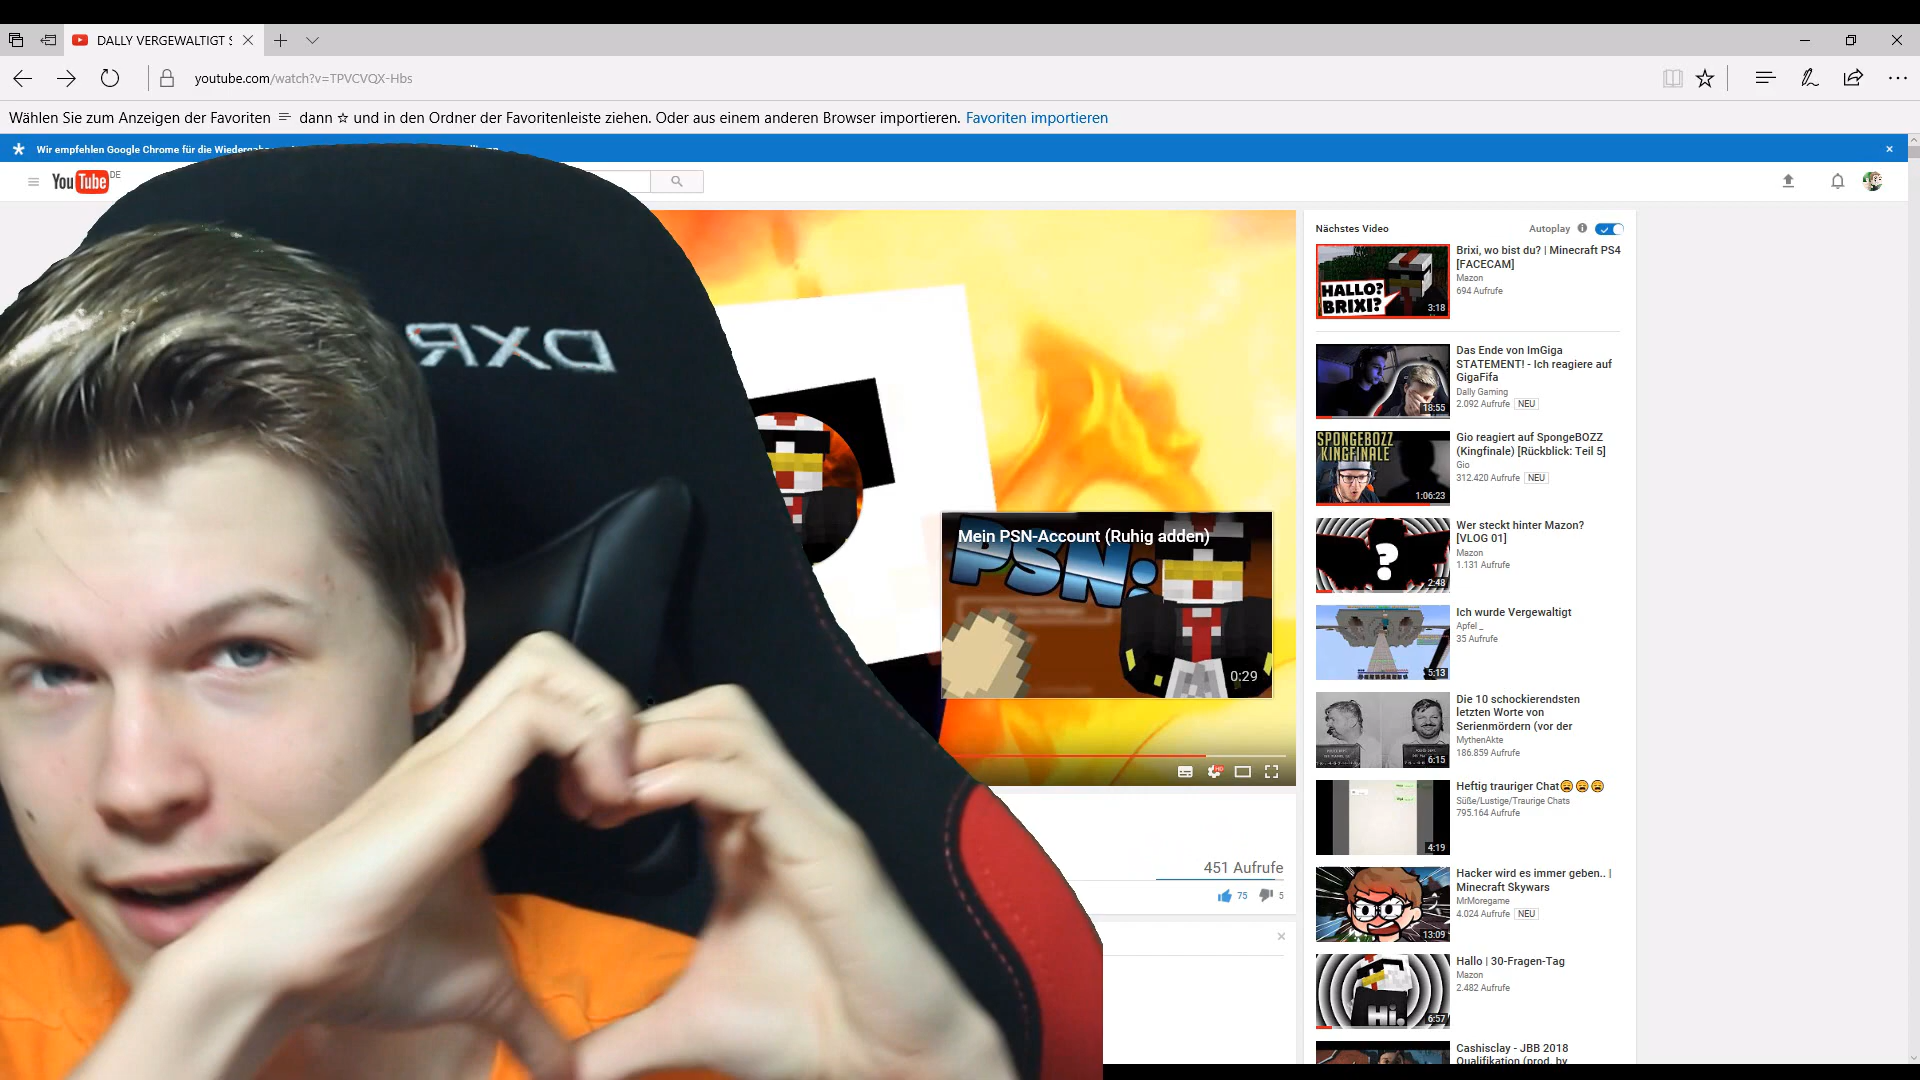 DALLY VERGEWALTIGT S
youtube.com/watch?v=TPVCVQX-Hbs
Wählen Sie zum Anzeigen der Favoriten dann ☆ und in den Ordner der Favoritenleiste ziehen. Oder aus einem anderen Browser importieren. Favoriten importieren
Wir empfehlen Google Chrome für die
YouTube DE
DXR
Mein PSN-Account (Ruhig adden)
PSN:
0:29
451 Aufrufe
75 5
Nächstes Video
Autoplay
HALLO?
BRIXI?
3:18
Brixi, wo bist du? | Minecraft PS4
[FACECAM]
Mazon
694 Aufrufe
18:55
Das Ende von ImGiga
STATEMENT! - Ich reagiere auf
GigaFifa
Dally Gaming
2.092 Aufrufe NEU
SPONGEBOZZ
KINGFINALE
1:06:23
Gio reagiert auf SpongeBOZZ
(Kingfinale) [Rückblick: Teil 5]
Gio
312.420 Aufrufe NEU
?
2:48
Wer steckt hinter Mazon?
[VLOG 01]
Mazon
1.131 Aufrufe
5:13
Ich wurde Vergewaltigt
Apfel _
35 Aufrufe
6:15
Die 10 schockierendsten
letzten Worte von
Serienmördern (vor der
MythenAkte
186.859 Aufrufe
4:19
Heftig trauriger Chat😩😩😩
Süße/Lustige/Traurige Chats
795.164 Aufrufe
13:09
Hacker wird es immer geben.. |
Minecraft Skywars
MrMoregame
4.024 Aufrufe NEU
Hi.
6:57
Hallo | 30-Fragen-Tag
Mazon
2.482 Aufrufe
Cashisclay - JBB 2018
Qualifikation (prod. by